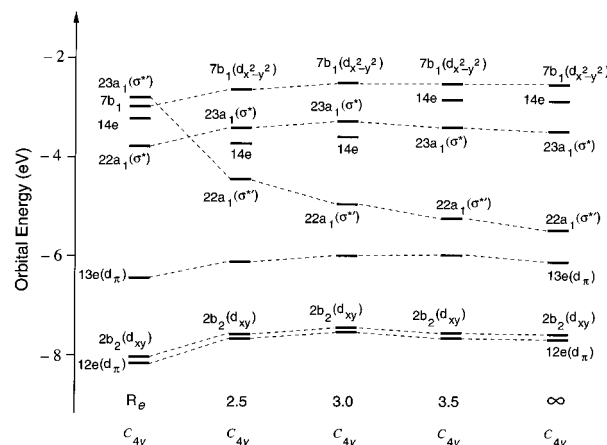 Orbital Energy (eV)
−2
−4
−6
−8
23a₁(σ*')
7b₁
14e
22a₁(σ*)
13e(dπ)
2b₂(dxy)
12e(dπ)
7b₁(dx²−y²)
23a₁(σ*)
14e
22a₁(σ*')
2b₂(dxy)
7b₁(dx²−y²)
23a₁(σ*)
14e
22a₁(σ*')
2b₂(dxy)
7b₁(dx²−y²)
14e
23a₁(σ*)
22a₁(σ*')
2b₂(dxy)
7b₁(dx²−y²)
14e
23a₁(σ*)
22a₁(σ*')
13e(dπ)
2b₂(dxy)
12e(dπ)
Rₑ 2.5 3.0 3.5 ∞
C₄ᵥ C₄ᵥ C₄ᵥ C₄ᵥ C₄ᵥ